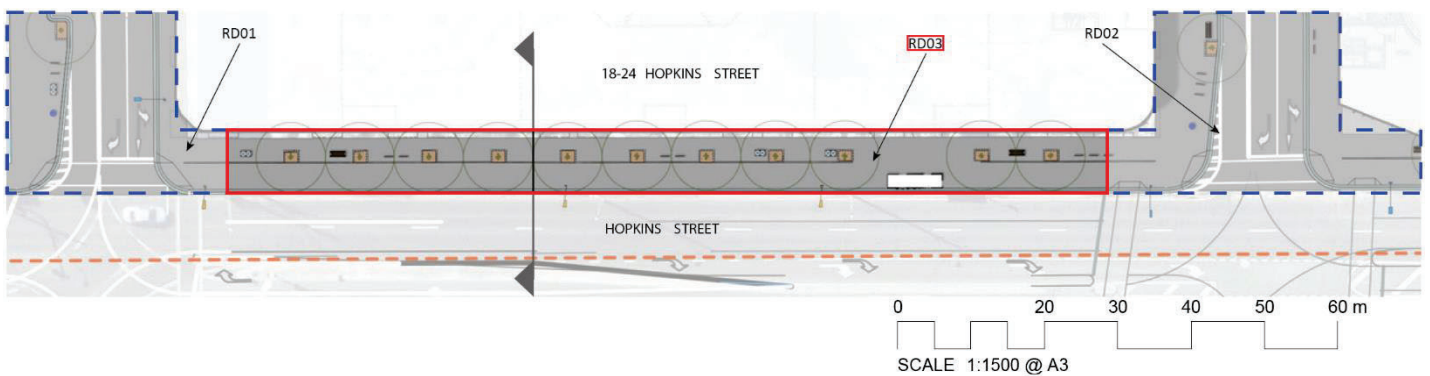 RD01
RD03
RD02
18-24 HOPKINS STREET
HOPKINS STREET
0 20 30 40 50 60 m
SCALE 1:1500 @ A3